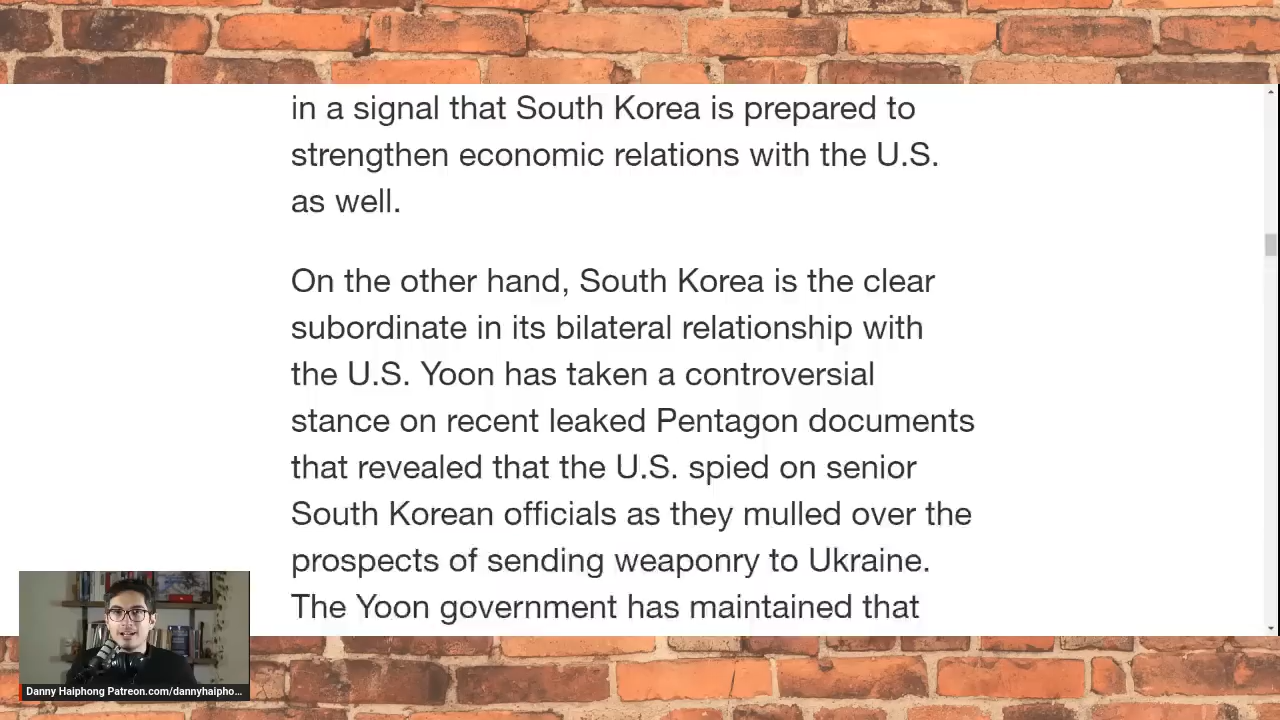 in a signal that South Korea is prepared to
strengthen economic relations with the U.S.
as well.
On the other hand, South Korea is the clear
subordinate in its bilateral relationship with
the U.S. Yoon has taken a controversial
stance on recent leaked Pentagon documents
that revealed that the U.S. spied on senior
South Korean officials as they mulled over the
prospects of sending weaponry to Ukraine.
The Yoon government has maintained that
Danny Haiphong Patreon.com/dannyhaipho...